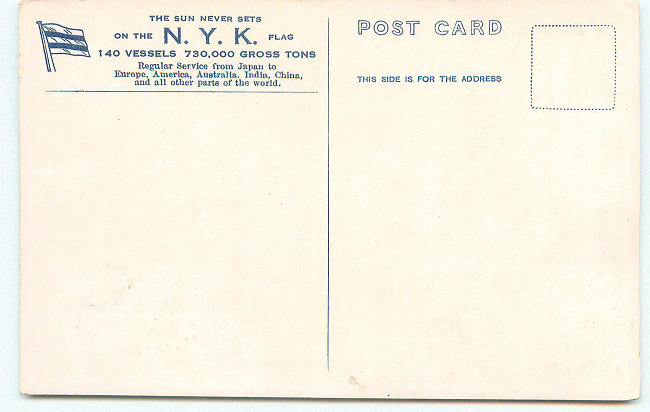 THE SUN NEVER SETS
ON THE N. Y. K. FLAG
140 VESSELS 730,000 GROSS TONS
Regular Service from Japan to
Europe, America, Australia, India, China,
and all other parts of the world.
POST CARD
THIS SIDE IS FOR THE ADDRESS